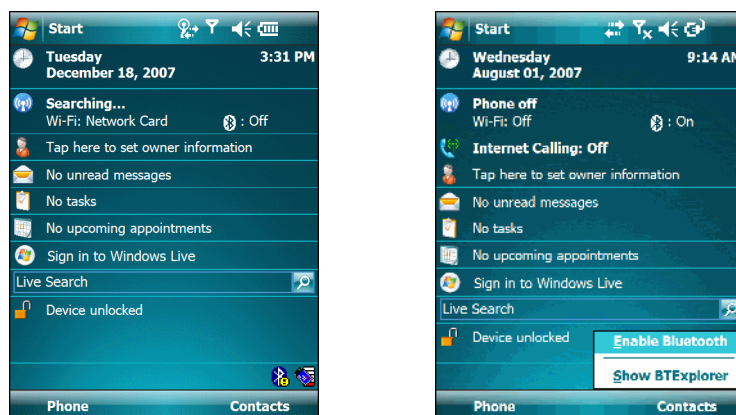 Start
Tuesday 3:31 PM
December 18, 2007
Searching...
Wi-Fi: Network Card : Off
Tap here to set owner information
No unread messages
No tasks
No upcoming appointments
Sign in to Windows Live
Live Search
Device unlocked
Phone Contacts
Start
Wednesday 9:14 AM
August 01, 2007
Phone off
Wi-Fi: Off : On
Internet Calling: Off
Tap here to set owner information
No unread messages
No tasks
No upcoming appointments
Sign in to Windows Live
Live Search
Device unlocked
Enable Bluetooth
Show BTExplorer
Phone Contacts